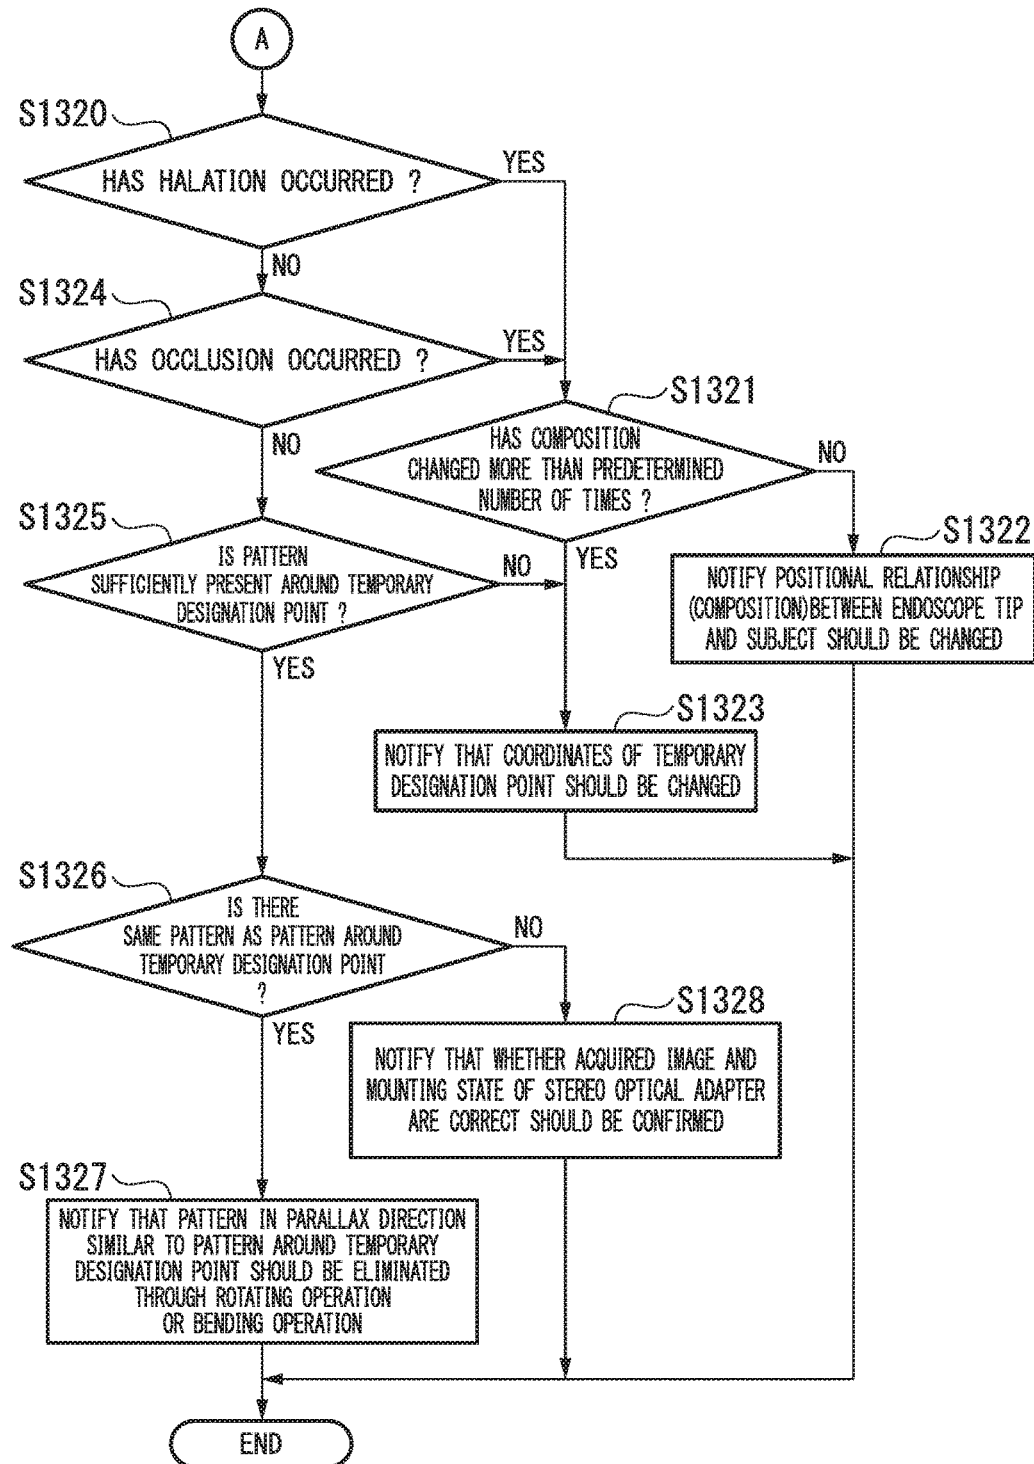 A
S1320
HAS HALATION OCCURRED ?
YES
NO
S1324
HAS OCCLUSION OCCURRED ?
YES
NO
S1321
HAS COMPOSITION
CHANGED MORE THAN PREDETERMINED
NUMBER OF TIMES ?
NO
YES
S1322
NOTIFY POSITIONAL RELATIONSHIP
(COMPOSITION)BETWEEN ENDOSCOPE TIP
AND SUBJECT SHOULD BE CHANGED
S1325
IS PATTERN
SUFFICIENTLY PRESENT AROUND TEMPORARY
DESIGNATION POINT ?
NO
YES
S1323
NOTIFY THAT COORDINATES OF TEMPORARY
DESIGNATION POINT SHOULD BE CHANGED
S1326
IS THERE
SAME PATTERN AS PATTERN AROUND
TEMPORARY DESIGNATION POINT
?
NO
YES
S1328
NOTIFY THAT WHETHER ACQUIRED IMAGE AND
MOUNTING STATE OF STEREO OPTICAL ADAPTER
ARE CORRECT SHOULD BE CONFIRMED
S1327
NOTIFY THAT PATTERN IN PARALLAX DIRECTION
SIMILAR TO PATTERN AROUND TEMPORARY
DESIGNATION POINT SHOULD BE ELIMINATED
THROUGH ROTATING OPERATION
OR BENDING OPERATION
END